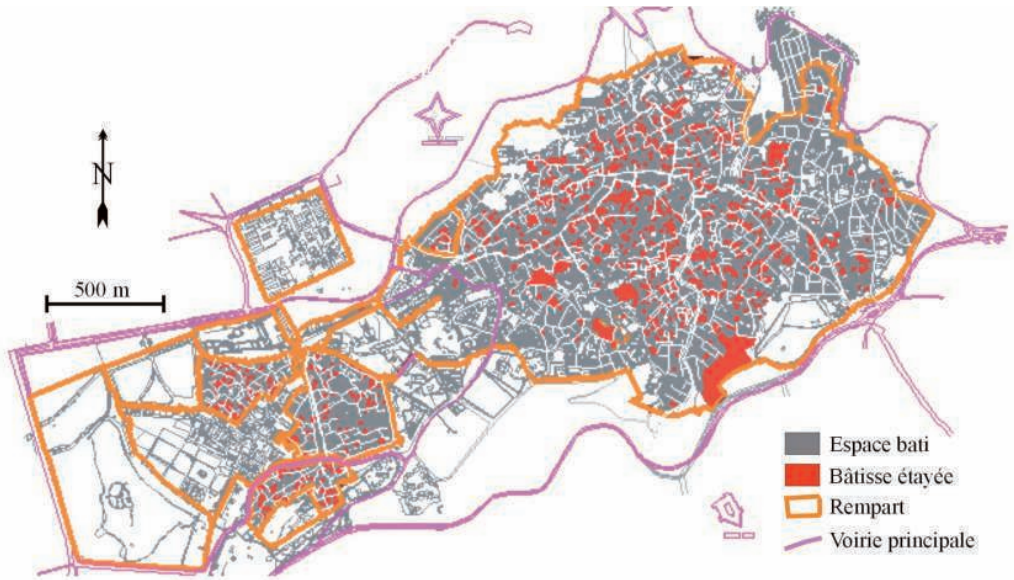 N
500 m
Espace bati
Bâtisse étayée
Rempart
Voirie principale